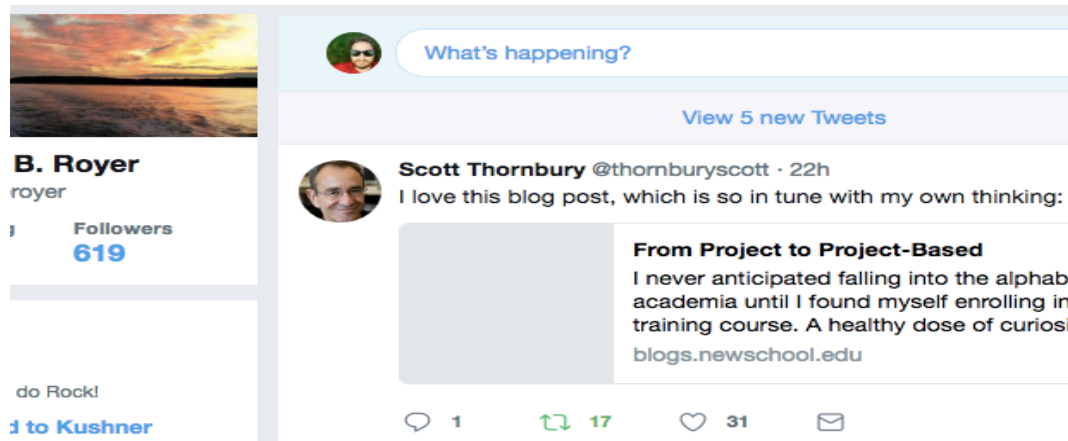 What's happening?
View 5 new Tweets
B. Royer
royer
Followers
619
do Rock!
d to Kushner
Scott Thornbury @thornburyscott · 22h
I love this blog post, which is so in tune with my own thinking:
From Project to Project-Based
I never anticipated falling into the alphab
academia until I found myself enrolling in
training course. A healthy dose of curiosi
blogs.newschool.edu
1 17 31